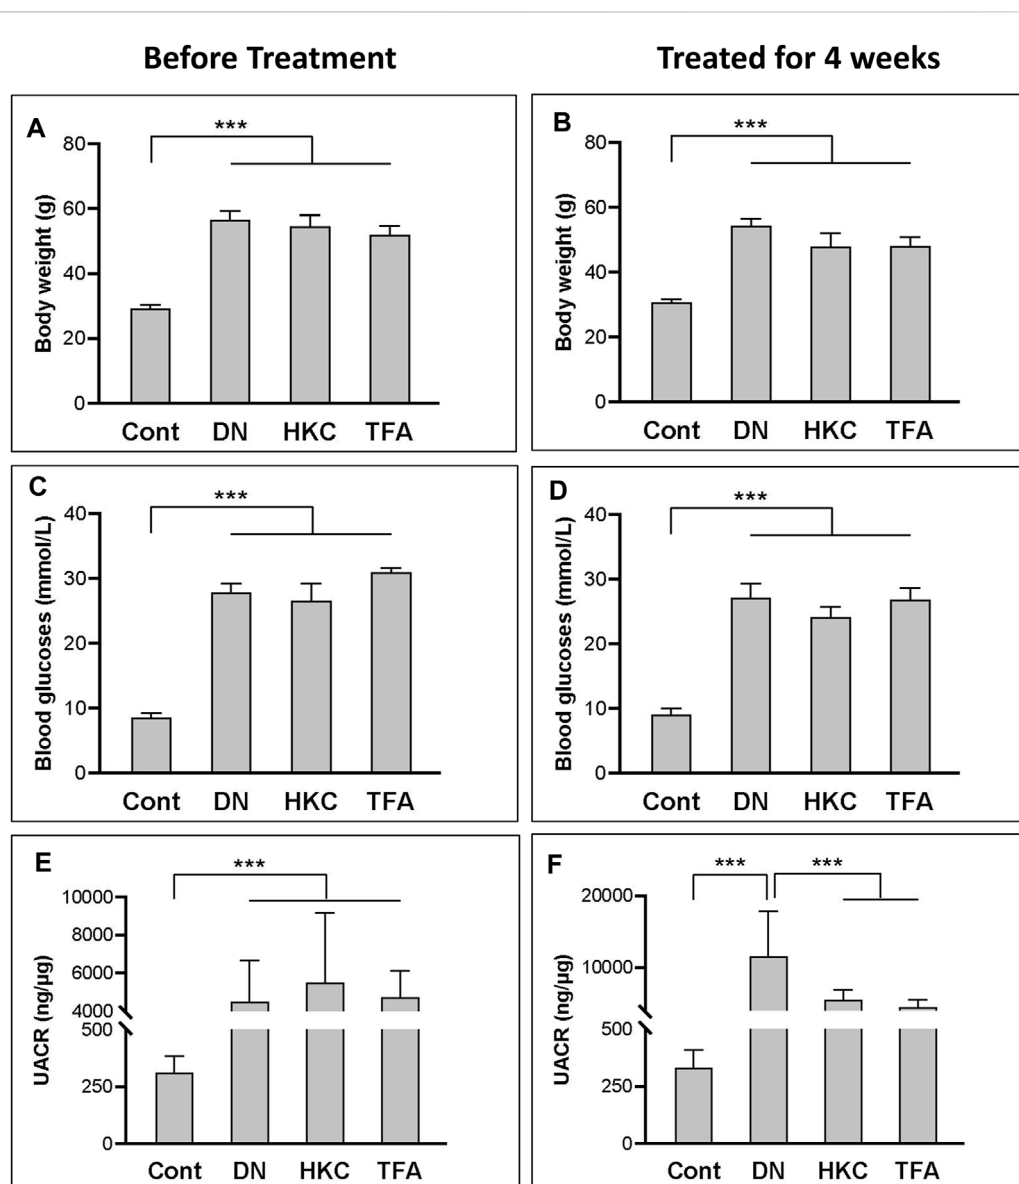 Before Treatment
Treated for 4 weeks
A
***
Body weight (g)
80
60
40
20
0
Cont DN HKC TFA
B
***
Body weight (g)
80
60
40
20
0
Cont DN HKC TFA
C
***
Blood glucoses (mmol/L)
40
30
20
10
0
Cont DN HKC TFA
D
***
Blood glucoses (mmol/L)
40
30
20
10
0
Cont DN HKC TFA
E
***
UACR (ng/µg)
10000
8000
6000
4000
500
250
0
Cont DN HKC TFA
F
*** ***
UACR (ng/µg)
20000
10000
500
250
0
Cont DN HKC TFA